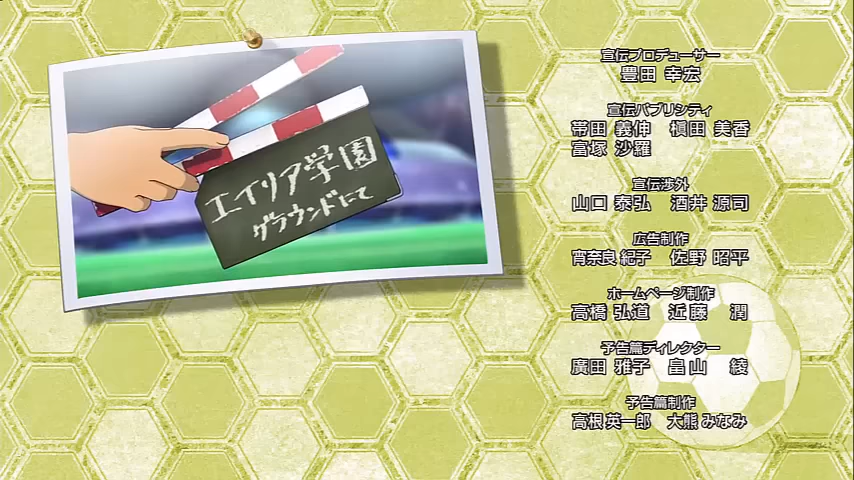 エイリア学園
グラウンドにて
宣伝プロデューサー
豊田 幸宏
宣伝パブリシティ
帯田 義伸 槇田 美香
富塚 沙羅
宣伝渉外
山口 泰弘 酒井 源司
広告制作
宵奈良 紀子 佐野 昭平
ホームページ制作
高橋 弘道 近藤 潤
予告篇ディレクター
廣田 雅子 畠山 綾
予告篇制作
高根 英一郎 大熊 みなみ